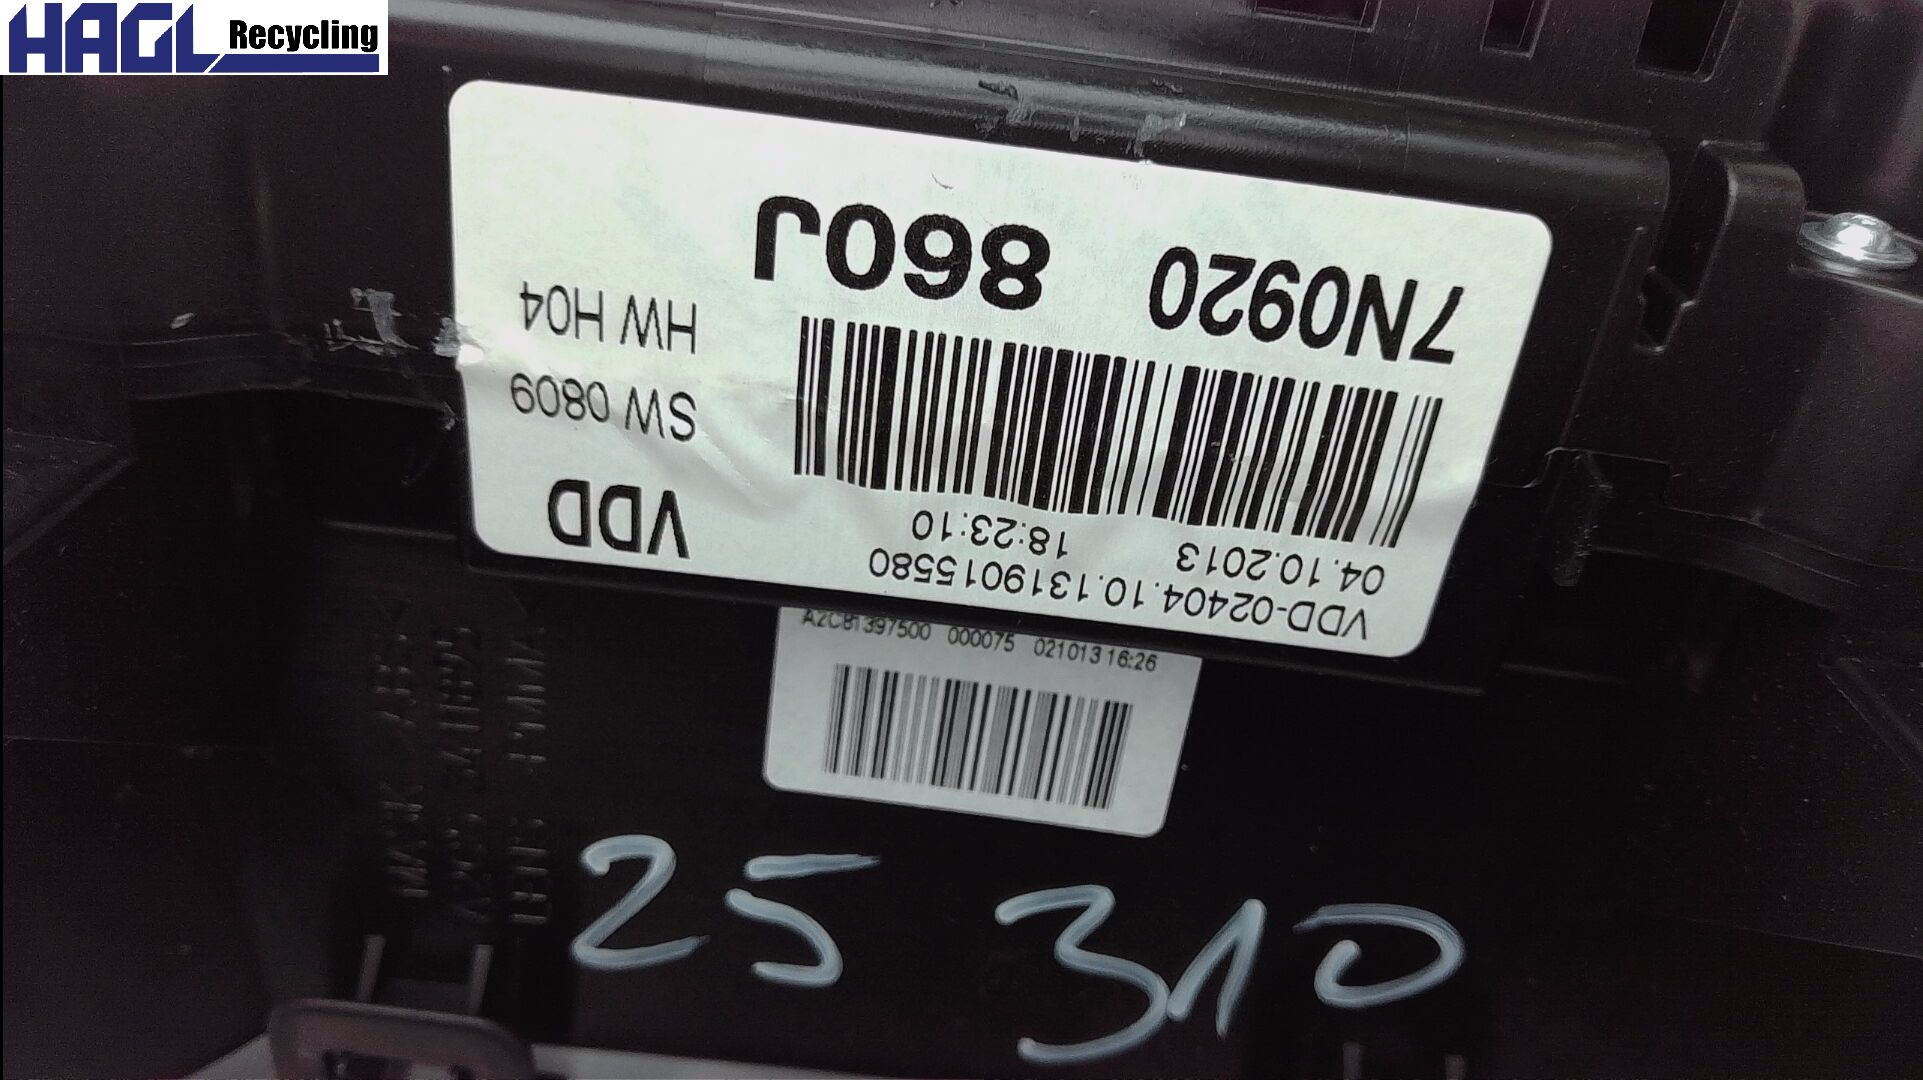 HAGL Recycling
7N0920 860J
HW H04
SW 0809
04.10.2013 18:23:10
VDD-02404.10.1319015580
VDD
A2C81397500 000075 021013 16:26
25 310